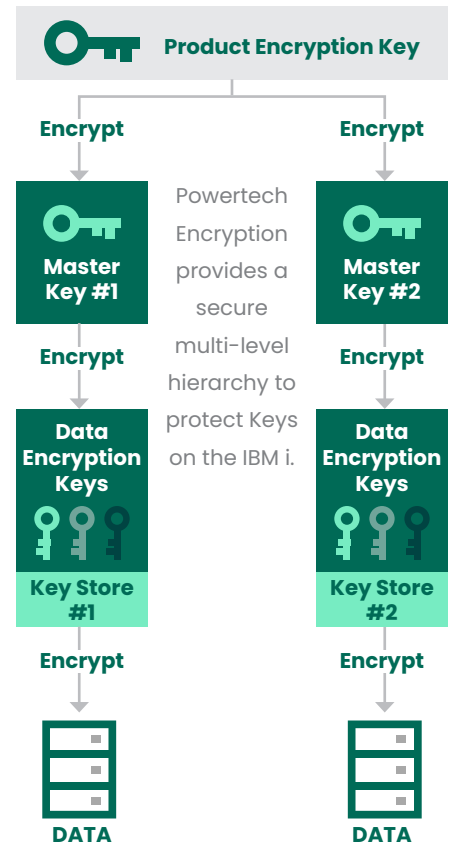 Product Encryption Key
Encrypt
Encrypt
Master
Key #1
Powertech
Encryption
provides a
secure
multi-level
hierarchy to
protect Keys
on the IBM i.
Master
Key #2
Encrypt
Encrypt
Data
Encryption
Keys
Key Store
#1
Data
Encryption
Keys
Key Store
#2
Encrypt
Encrypt
DATA
DATA